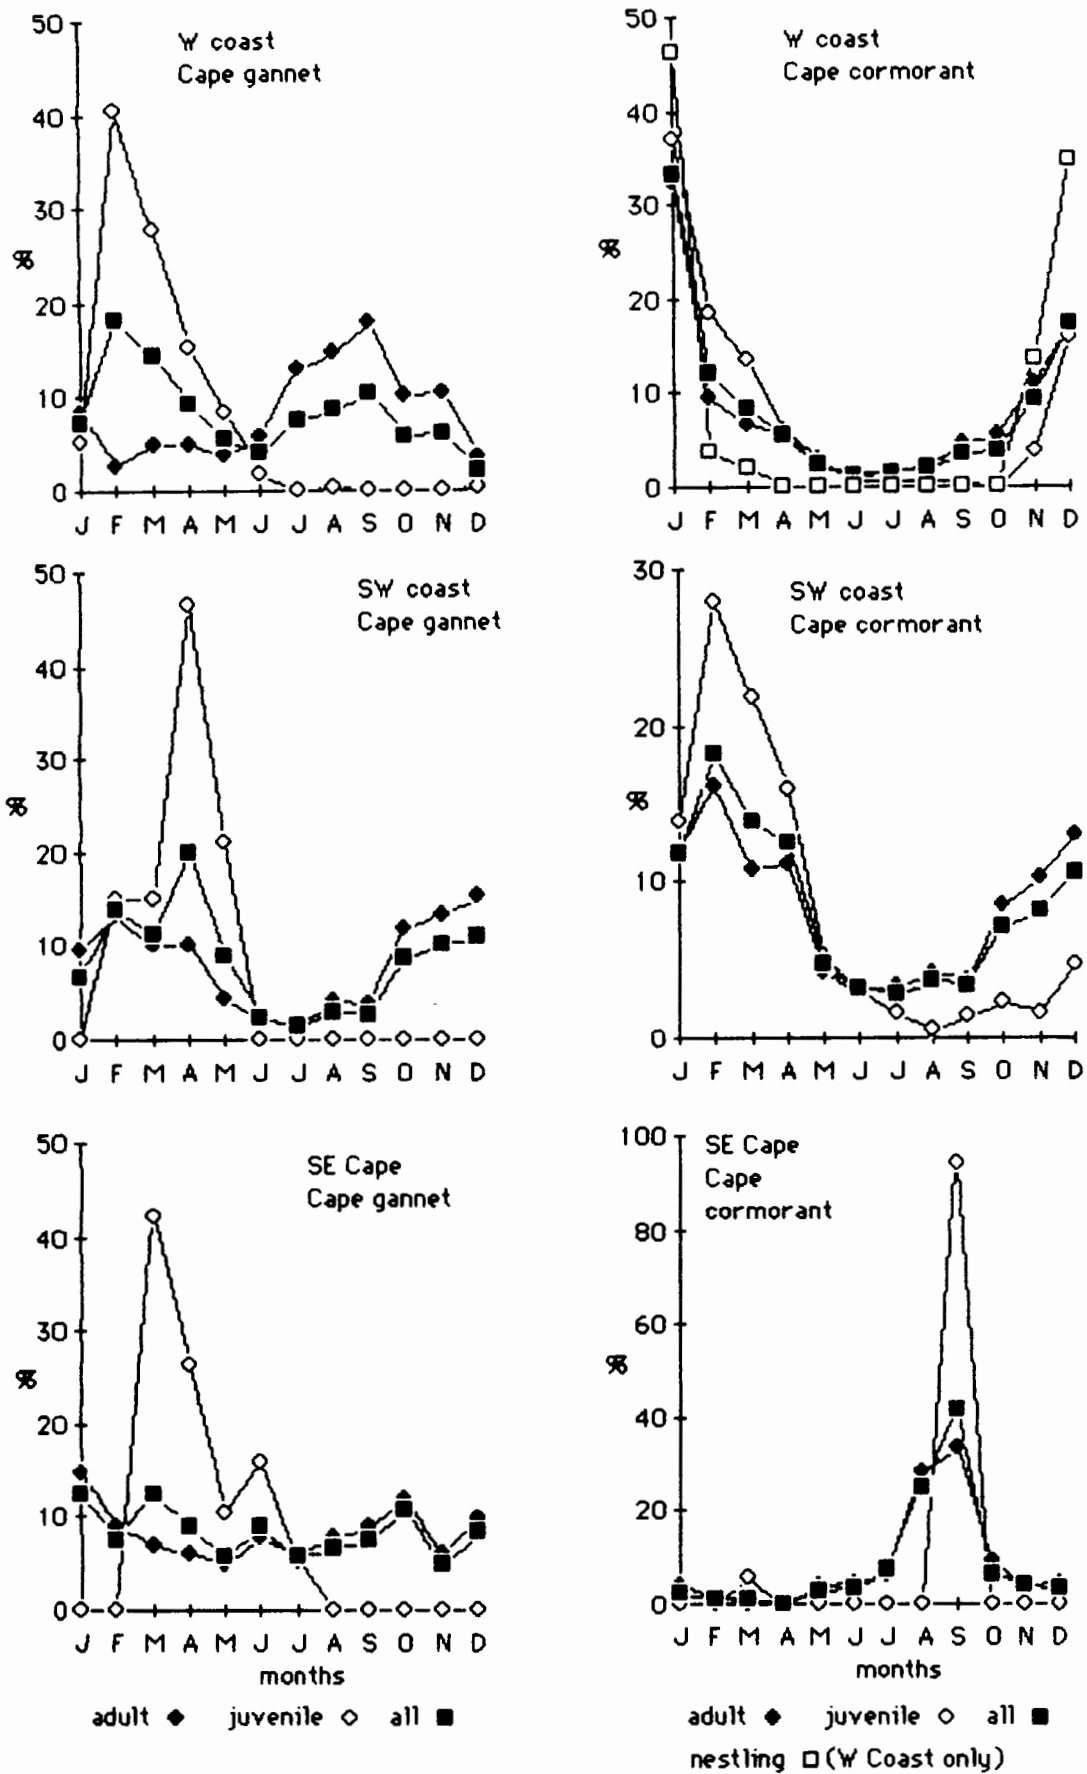 W coast
Cape gannet
50
40
30
20
10
0
%
J F M A M J J A S O N D
W coast
Cape cormorant
50
40
30
20
10
0
%
J F M A M J J A S O N D
SW coast
Cape gannet
50
40
30
20
10
0
%
J F M A M J J A S O N D
SW coast
Cape cormorant
30
20
10
0
%
J F M A M J J A S O N D
SE Cape
Cape gannet
50
40
30
20
10
0
%
J F M A M J J A S O N D
months
adult juvenile all
SE Cape
Cape
cormorant
100
80
60
40
20
0
%
J F M A M J J A S O N D
months
adult juvenile all
nestling (W Coast only)